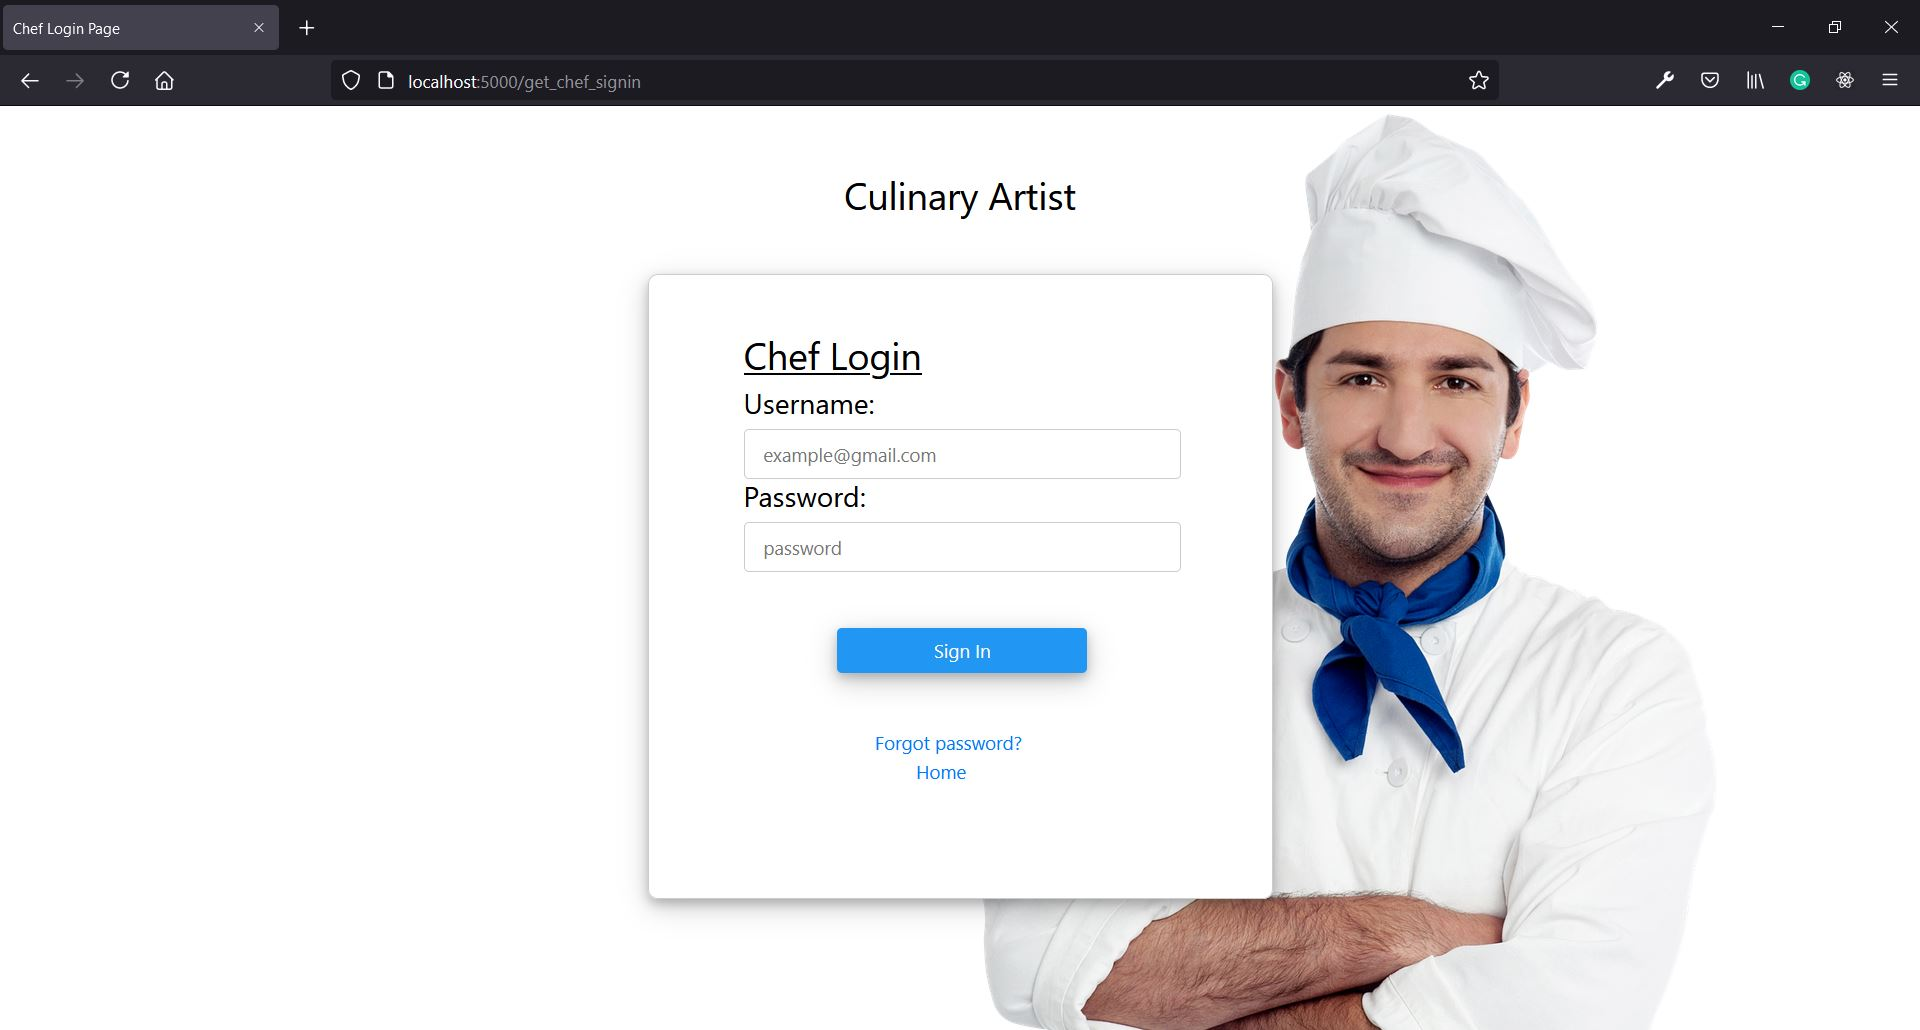 Chef Login Page
localhost:5000/get_chef_signin
Culinary Artist
Chef Login
Username:
example@gmail.com
Password:
password
Sign In
Forgot password?
Home